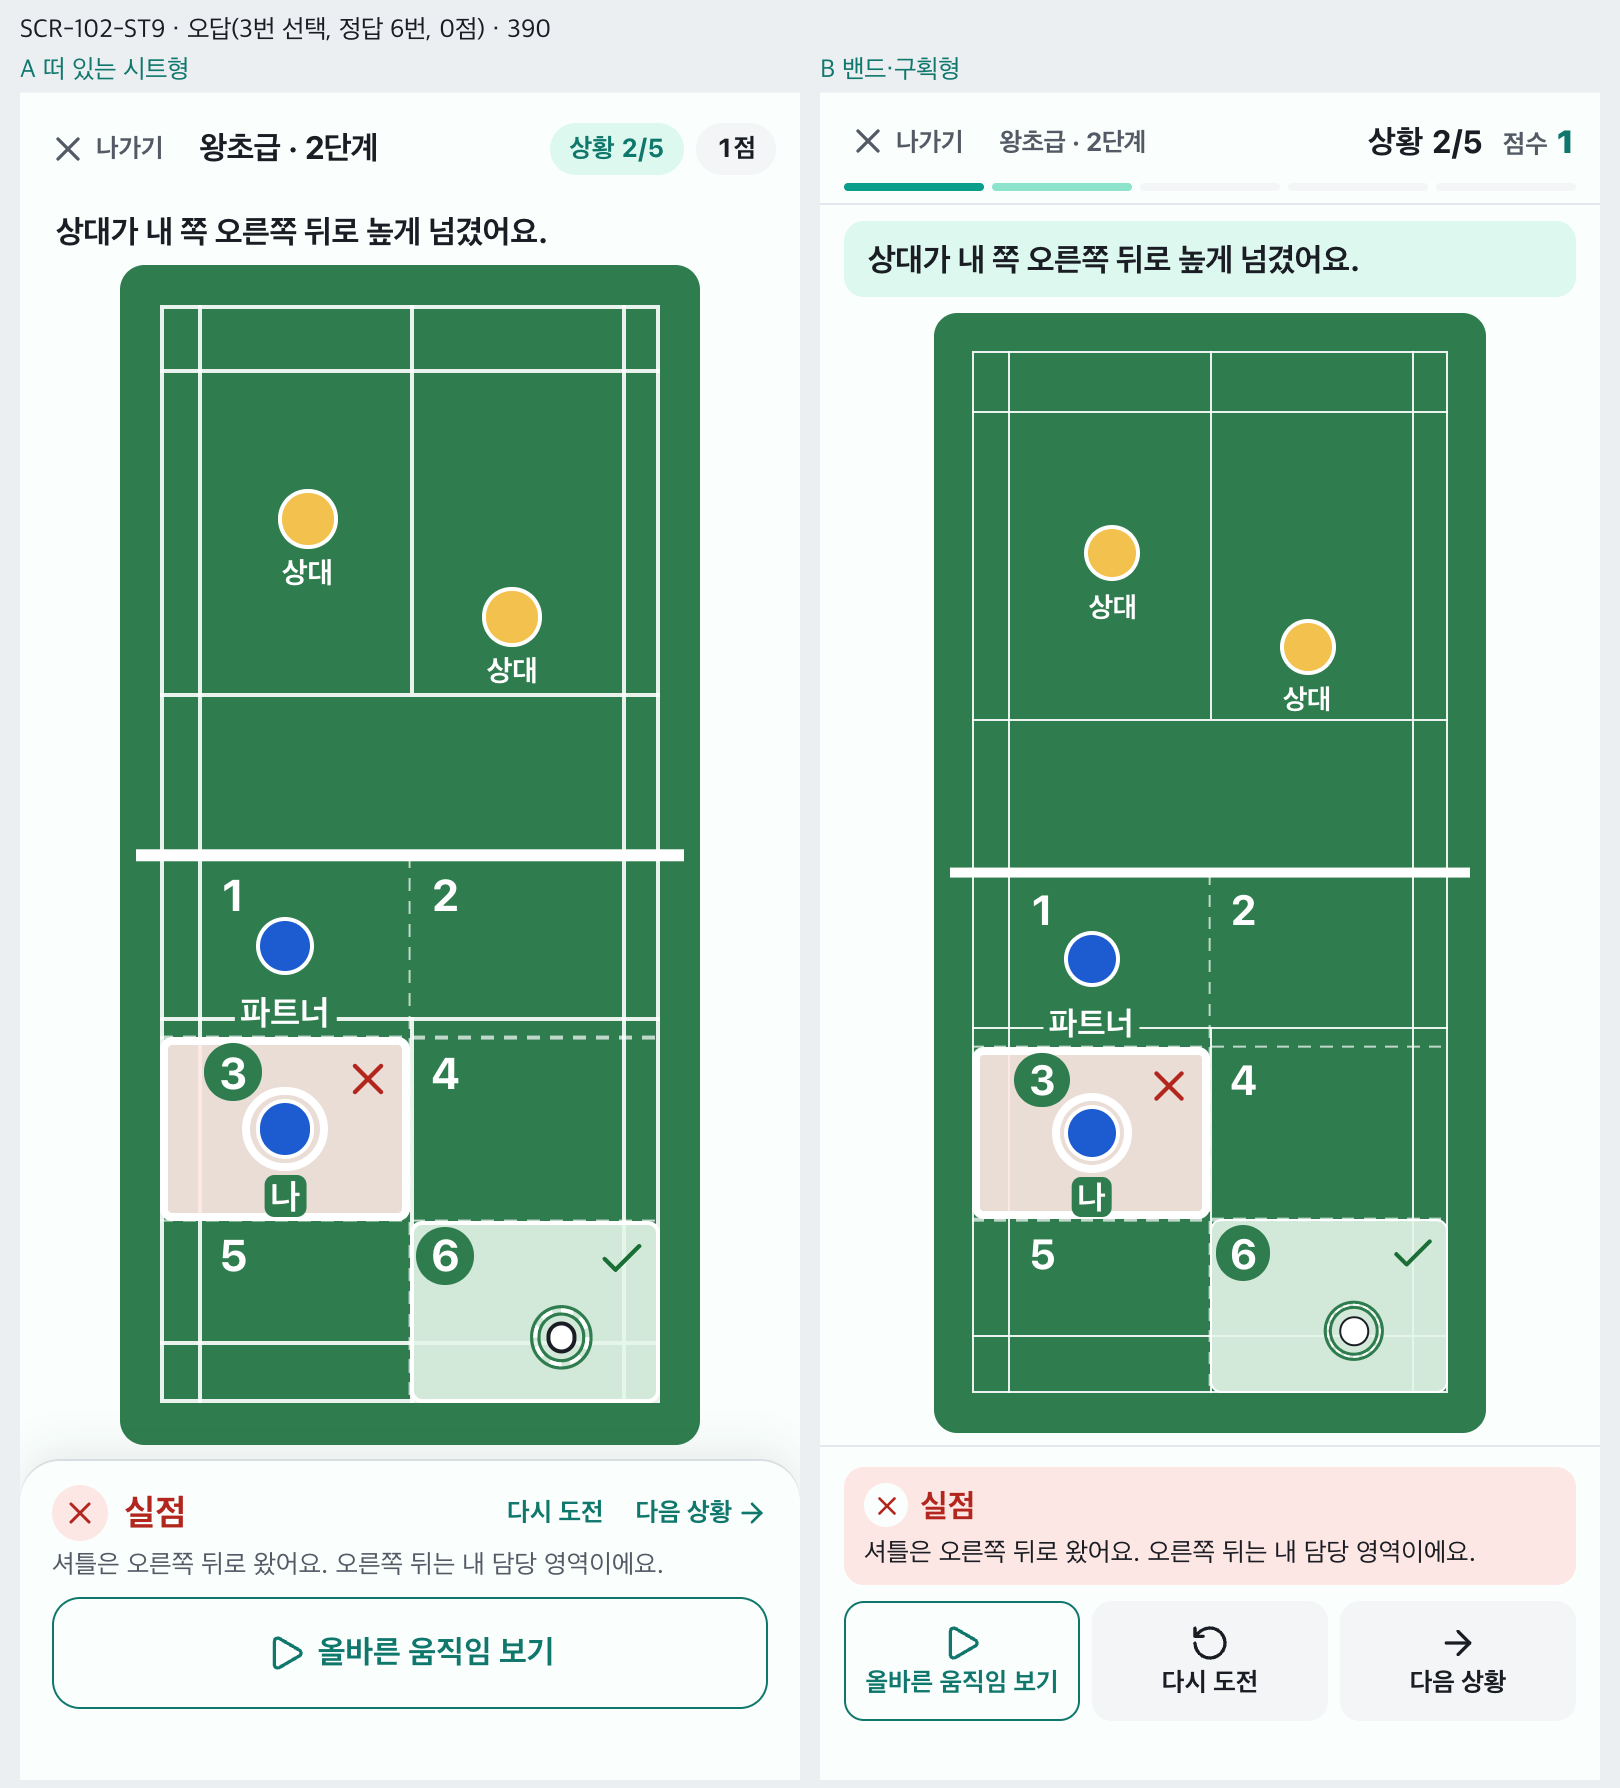 SCR-102-ST9 · 오답(3번 선택, 정답 6번, 0점) · 390
A 떠 있는 시트형
나가기 왕초급 · 2단계 상황 2/5 1점
상대가 내 쪽 오른쪽 뒤로 높게 넘겼어요.
상대
상대
1 2
파트너
3 4
나
5 6
실점 다시 도전 다음 상황
셔틀은 오른쪽 뒤로 왔어요. 오른쪽 뒤는 내 담당 영역이에요.
올바른 움직임 보기
B 밴드·구획형
나가기 왕초급 · 2단계 상황 2/5 점수 1
상대가 내 쪽 오른쪽 뒤로 높게 넘겼어요.
상대
상대
1 2
파트너
3 4
나
5 6
실점
셔틀은 오른쪽 뒤로 왔어요. 오른쪽 뒤는 내 담당 영역이에요.
올바른 움직임 보기 다시 도전 다음 상황